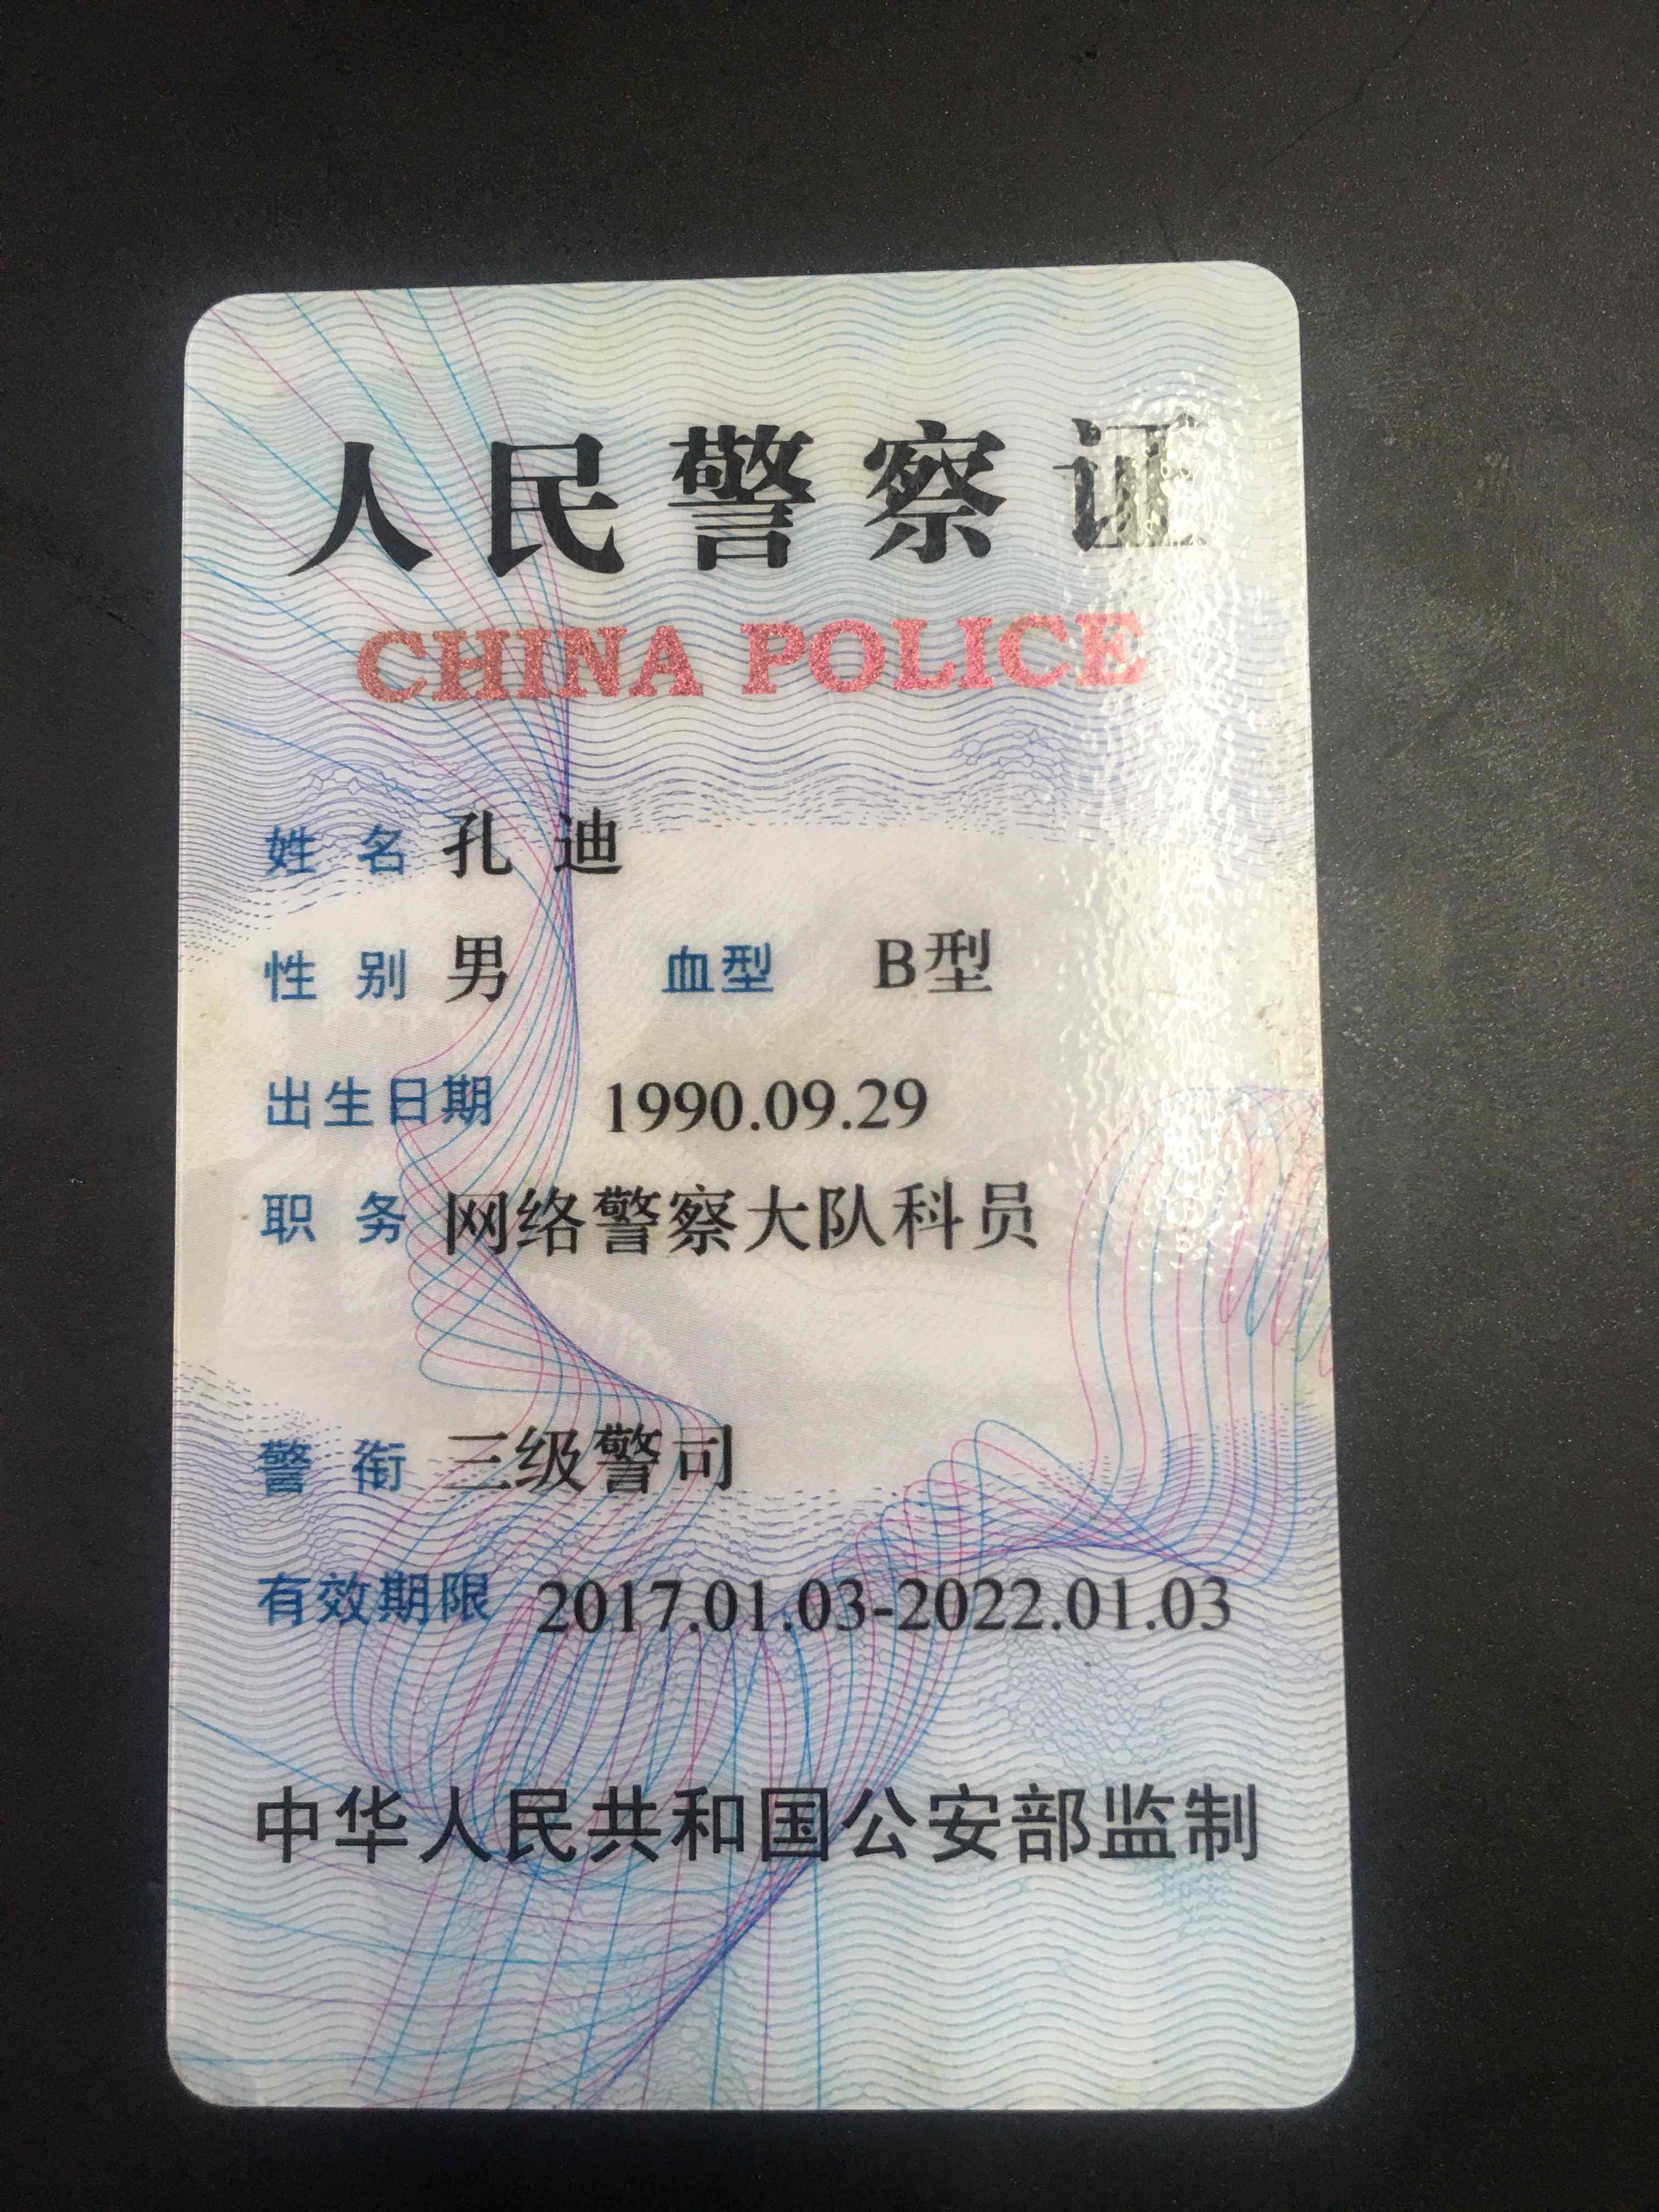 人民警察证
CHINA POLICE
姓名 孔迪
性别 男 血型 B型
出生日期 1990.09.29
职务 网络警察大队科员
警衔 三级警司
有效期限 2017.01.03-2022.01.03
中华人民共和国公安部监制